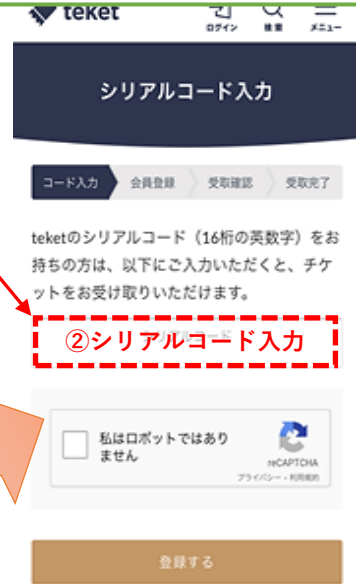 teket
ログイン 検索 メニュー
シリアルコード入力
コード入力 会員登録 受取確認 受取完了
teketのシリアルコード（16桁の英数字）をお
持ちの方は、以下にご入力いただくと、チケ
ットをお受け取りいただけます。
②シリアルコード入力
私はロボットではあり
ません
reCAPTCHA
プライバシー - 利用規約
登録する